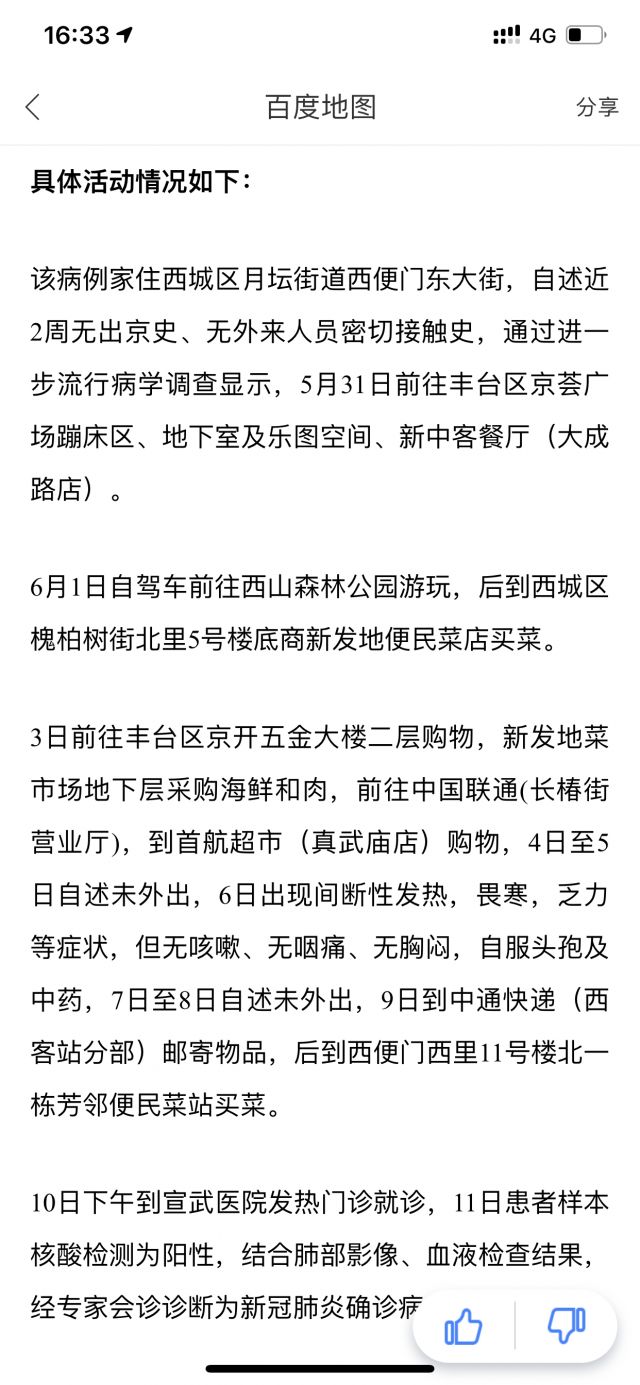 16:33
4G
百度地图
分享
具体活动情况如下：
该病例家住西城区月坛街道西便门东大街，自述近
2周无出京史、无外来人员密切接触史，通过进一
步流行病学调查显示，5月31日前往丰台区京荟广
场蹦床区、地下室及乐图空间、新中客餐厅（大成
路店）。
6月1日自驾车前往西山森林公园游玩，后到西城区
槐柏树街北里5号楼底商新发地便民菜店买菜。
3日前往丰台区京开五金大楼二层购物，新发地菜
市场地下层采购海鲜和肉，前往中国联通(长椿街
营业厅)，到首航超市（真武庙店）购物，4日至5
日自述未外出，6日出现间断性发热，畏寒，乏力
等症状，但无咳嗽、无咽痛、无胸闷，自服头孢及
中药，7日至8日自述未外出，9日到中通快递（西
客站分部）邮寄物品，后到西便门西里11号楼北一
栋芳邻便民菜站买菜。
10日下午到宣武医院发热门诊就诊，11日患者样本
核酸检测为阳性，结合肺部影像、血液检查结果，
经专家会诊诊断为新冠肺炎确诊病